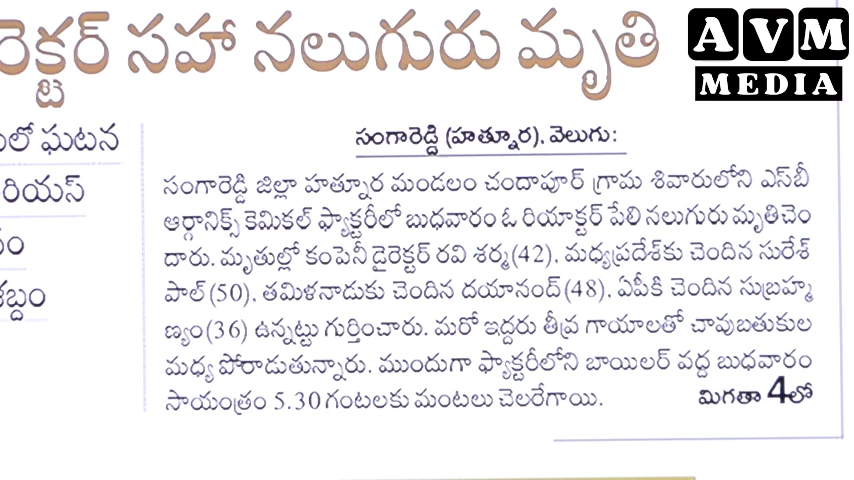 రెక్టర్ సహా నలుగురు మృతి
AVM
MEDIA
లో ఘటన
రియస్
సంగారెడ్డి (హత్నూర), వెలుగు:
సంగారెడ్డి జిల్లా హత్నూర మండలం చందాపూర్ గ్రామ శివారులోని ఎస్‌బీ
ఆర్గానిక్స్ కెమికల్ ఫ్యాక్టరీలో బుధవారం ఓ రియాక్టర్ పేలి నలుగురు మృతిచెం
దారు. మృతుల్లో కంపెనీ డైరెక్టర్ రవి శర్మ(42), మధ్యప్రదేశ్‌కు చెందిన సురేశ్
పాల్(50), తమిళనాడుకు చెందిన దయానంద్(48), ఏపీకి చెందిన సుబ్రహ్మ
ణ్యం(36) ఉన్నట్టు గుర్తించారు. మరో ఇద్దరు తీవ్ర గాయాలతో చావుబతుకుల
మధ్య పోరాడుతున్నారు. ముందుగా ఫ్యాక్టరీలోని బాయిలర్ వద్ద బుధవారం
సాయంత్రం 5.30 గంటలకు మంటలు చెలరేగాయి. మిగతా 4లో